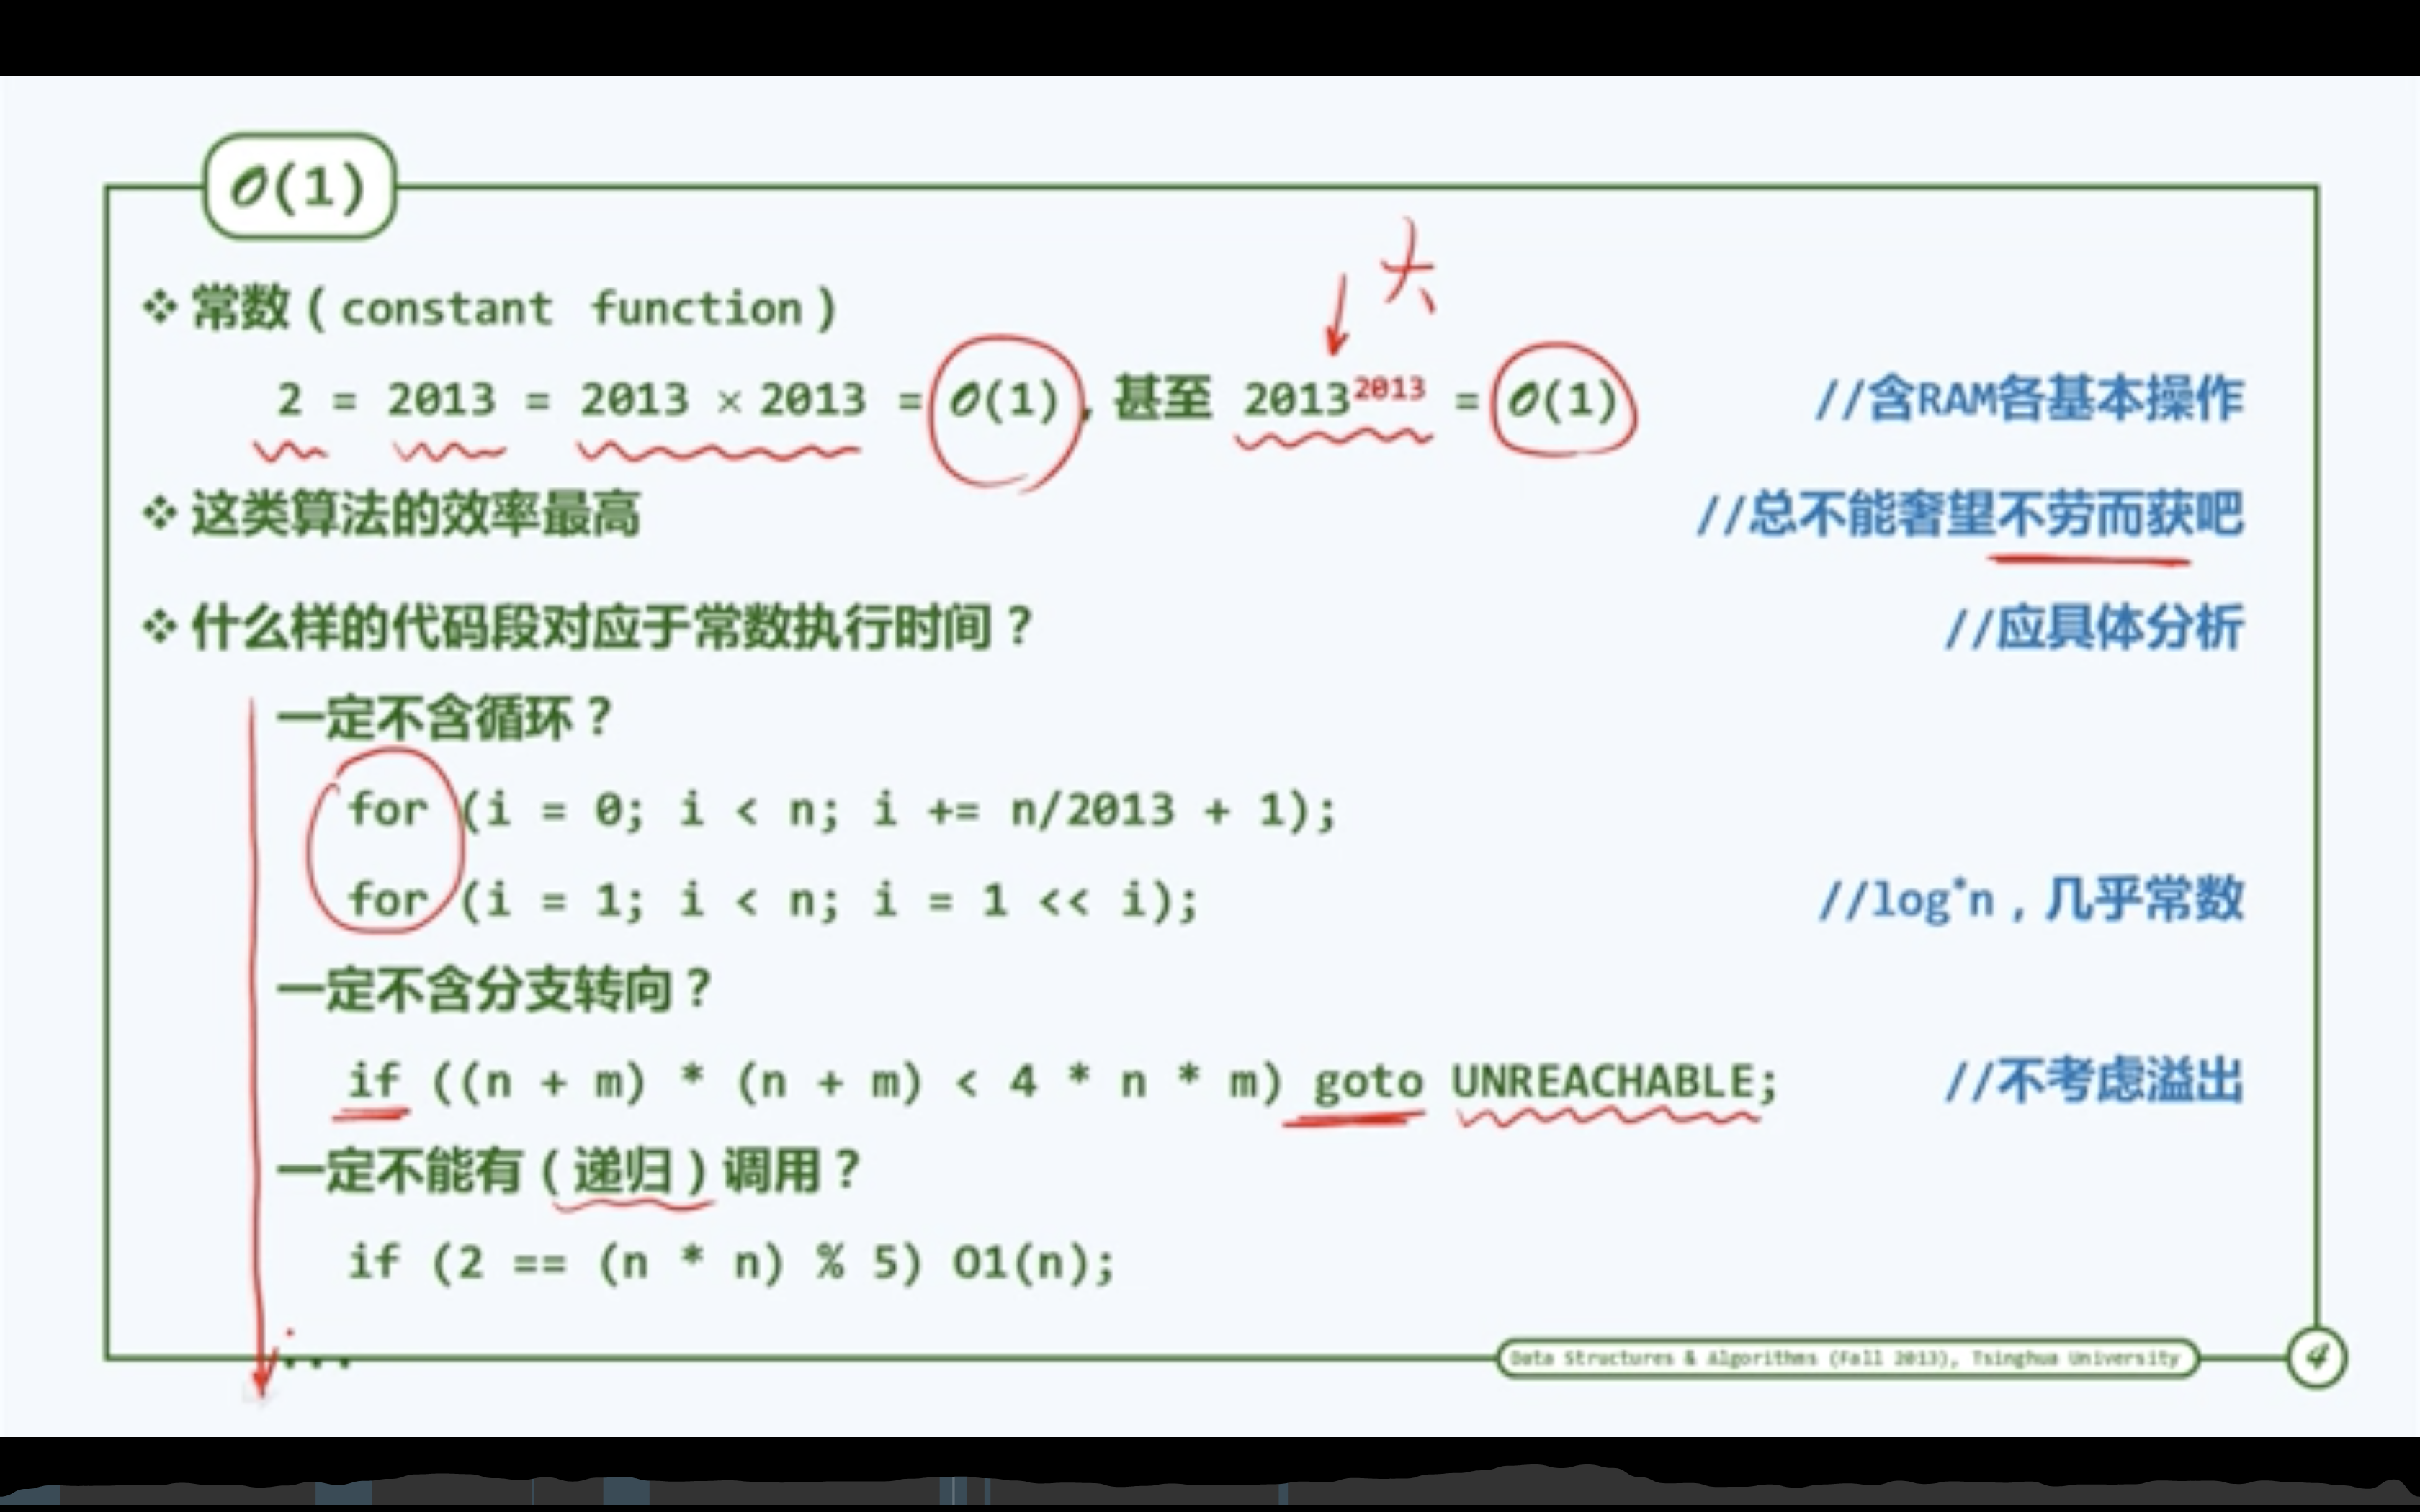 O(1)
大
❖ 常数 ( constant function )
2 = 2013 = 2013 × 2013 = O(1) , 甚至 2013²⁰¹³ = O(1) //含RAM各基本操作
❖ 这类算法的效率最高 //总不能奢望不劳而获吧
❖ 什么样的代码段对应于常数执行时间 ? //应具体分析
一定不含循环 ?
for (i = 0; i < n; i += n/2013 + 1);
for (i = 1; i < n; i = 1 << i); //log*n , 几乎常数
一定不含分支转向 ?
if ((n + m) * (n + m) < 4 * n * m) goto UNREACHABLE; //不考虑溢出
一定不能有 ( 递归 ) 调用 ?
if (2 == (n * n) % 5) O1(n);
...
Data Structures & Algorithms (Fall 2013), Tsinghua University 4